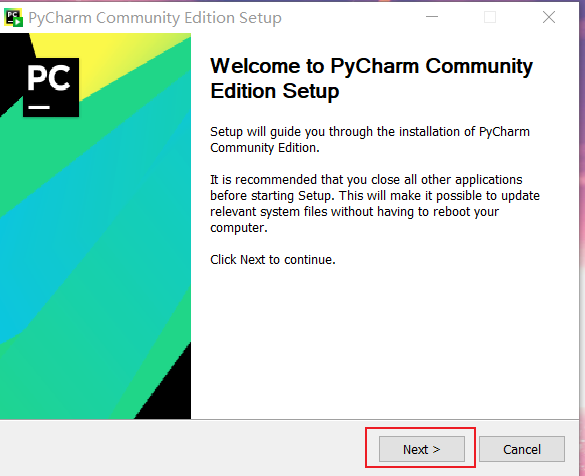 PyCharm Community Edition Setup
PC
Welcome to PyCharm Community
Edition Setup
Setup will guide you through the installation of PyCharm
Community Edition.
It is recommended that you close all other applications
before starting Setup. This will make it possible to update
relevant system files without having to reboot your
computer.
Click Next to continue.
Next >
Cancel